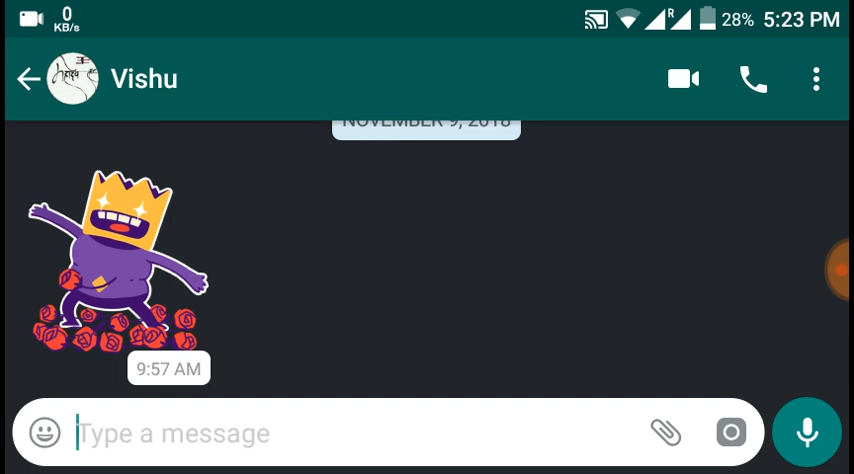 0
KB/s
R
28% 5:23 PM
Vishu
NOVEMBER 9, 2018
9:57 AM
Type a message